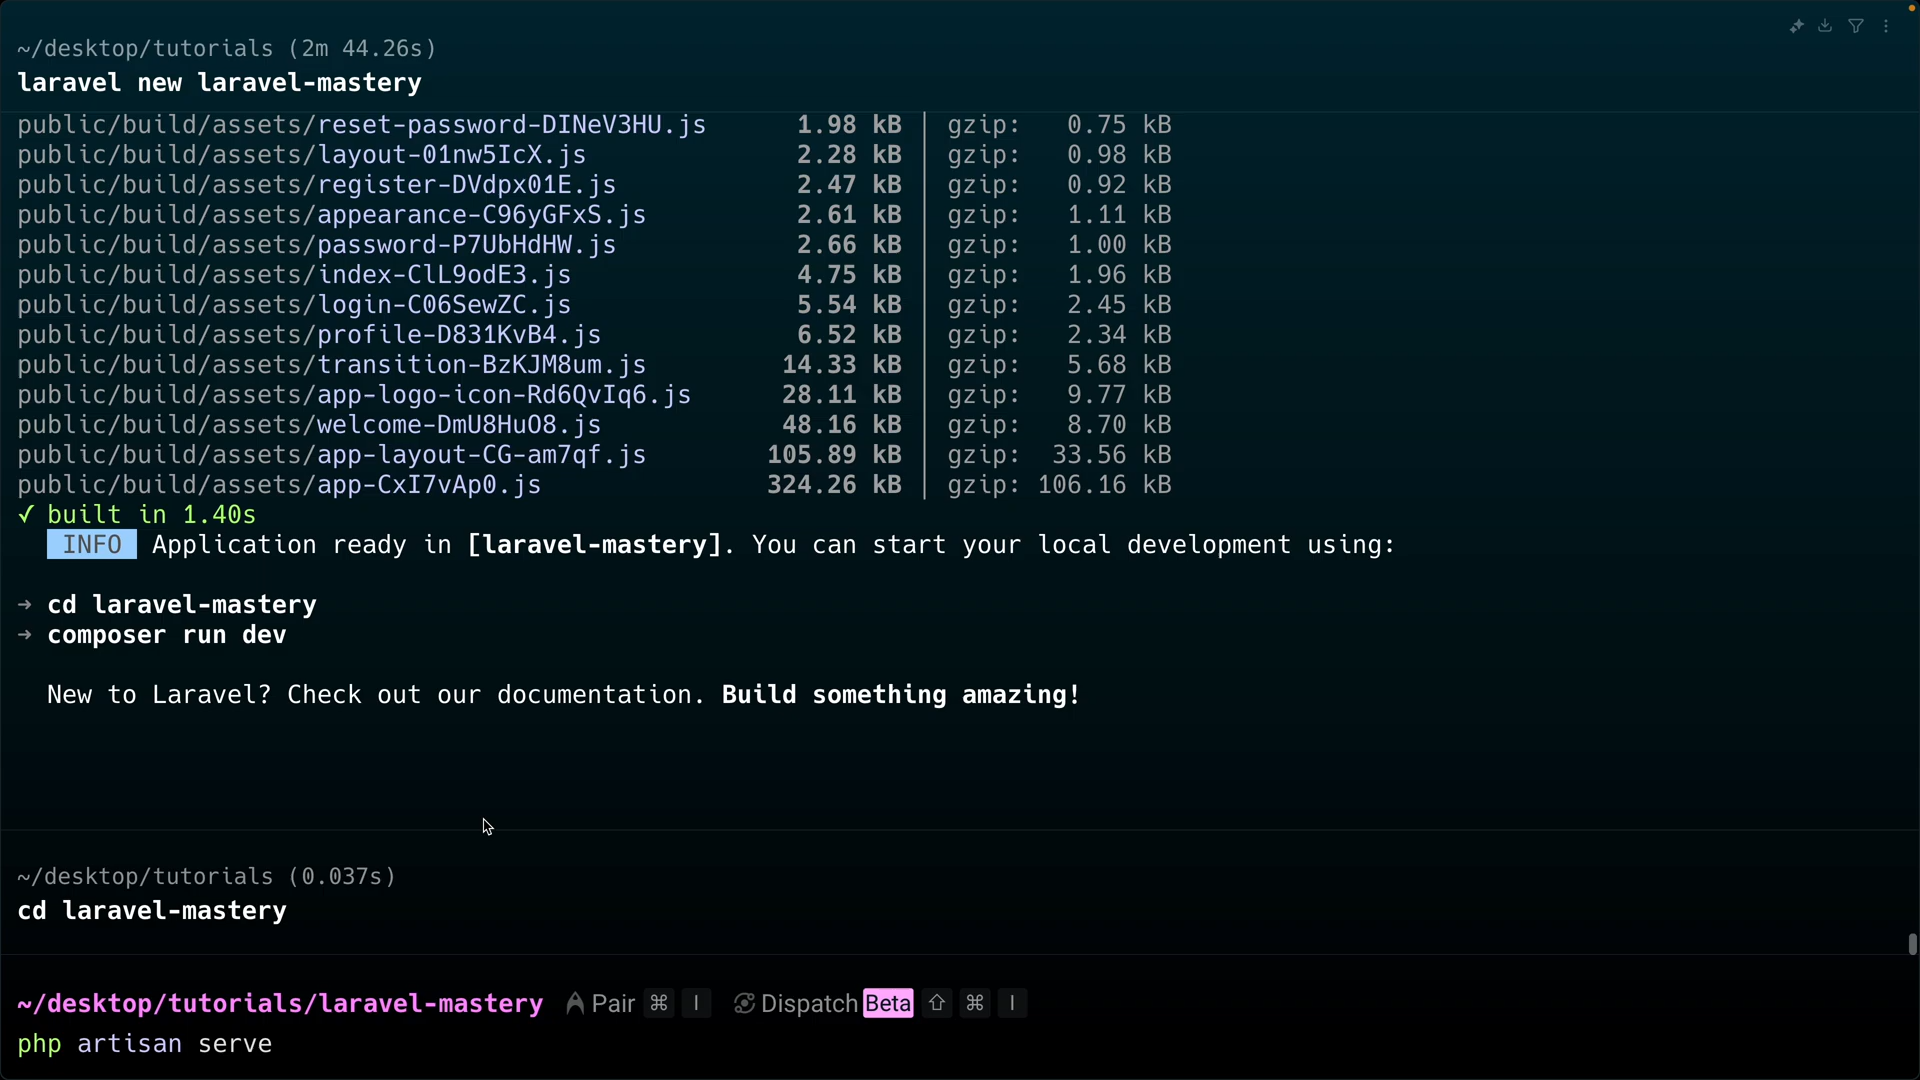 ~/desktop/tutorials (2m 44.26s)
laravel new laravel-mastery
public/build/assets/reset-password-DINeV3HU.js 1.98 kB │ gzip: 0.75 kB
public/build/assets/layout-01nw5IcX.js 2.28 kB │ gzip: 0.98 kB
public/build/assets/register-DVdpx01E.js 2.47 kB │ gzip: 0.92 kB
public/build/assets/appearance-C96yGFxS.js 2.61 kB │ gzip: 1.11 kB
public/build/assets/password-P7UbHdHW.js 2.66 kB │ gzip: 1.00 kB
public/build/assets/index-ClL9odE3.js 4.75 kB │ gzip: 1.96 kB
public/build/assets/login-C06SewZC.js 5.54 kB │ gzip: 2.45 kB
public/build/assets/profile-D831KvB4.js 6.52 kB │ gzip: 2.34 kB
public/build/assets/transition-BzKJM8um.js 14.33 kB │ gzip: 5.68 kB
public/build/assets/app-logo-icon-Rd6QvIq6.js 28.11 kB │ gzip: 9.77 kB
public/build/assets/welcome-DmU8HuO8.js 48.16 kB │ gzip: 8.70 kB
public/build/assets/app-layout-CG-am7qf.js 105.89 kB │ gzip: 33.56 kB
public/build/assets/app-CxI7vAp0.js 324.26 kB │ gzip: 106.16 kB
✓ built in 1.40s
INFO Application ready in [laravel-mastery]. You can start your local development using:
➜ cd laravel-mastery
➜ composer run dev
New to Laravel? Check out our documentation. Build something amazing!
~/desktop/tutorials (0.037s)
cd laravel-mastery
~/desktop/tutorials/laravel-mastery Pair ⌘ I Dispatch Beta ⇧ ⌘ I
php artisan serve